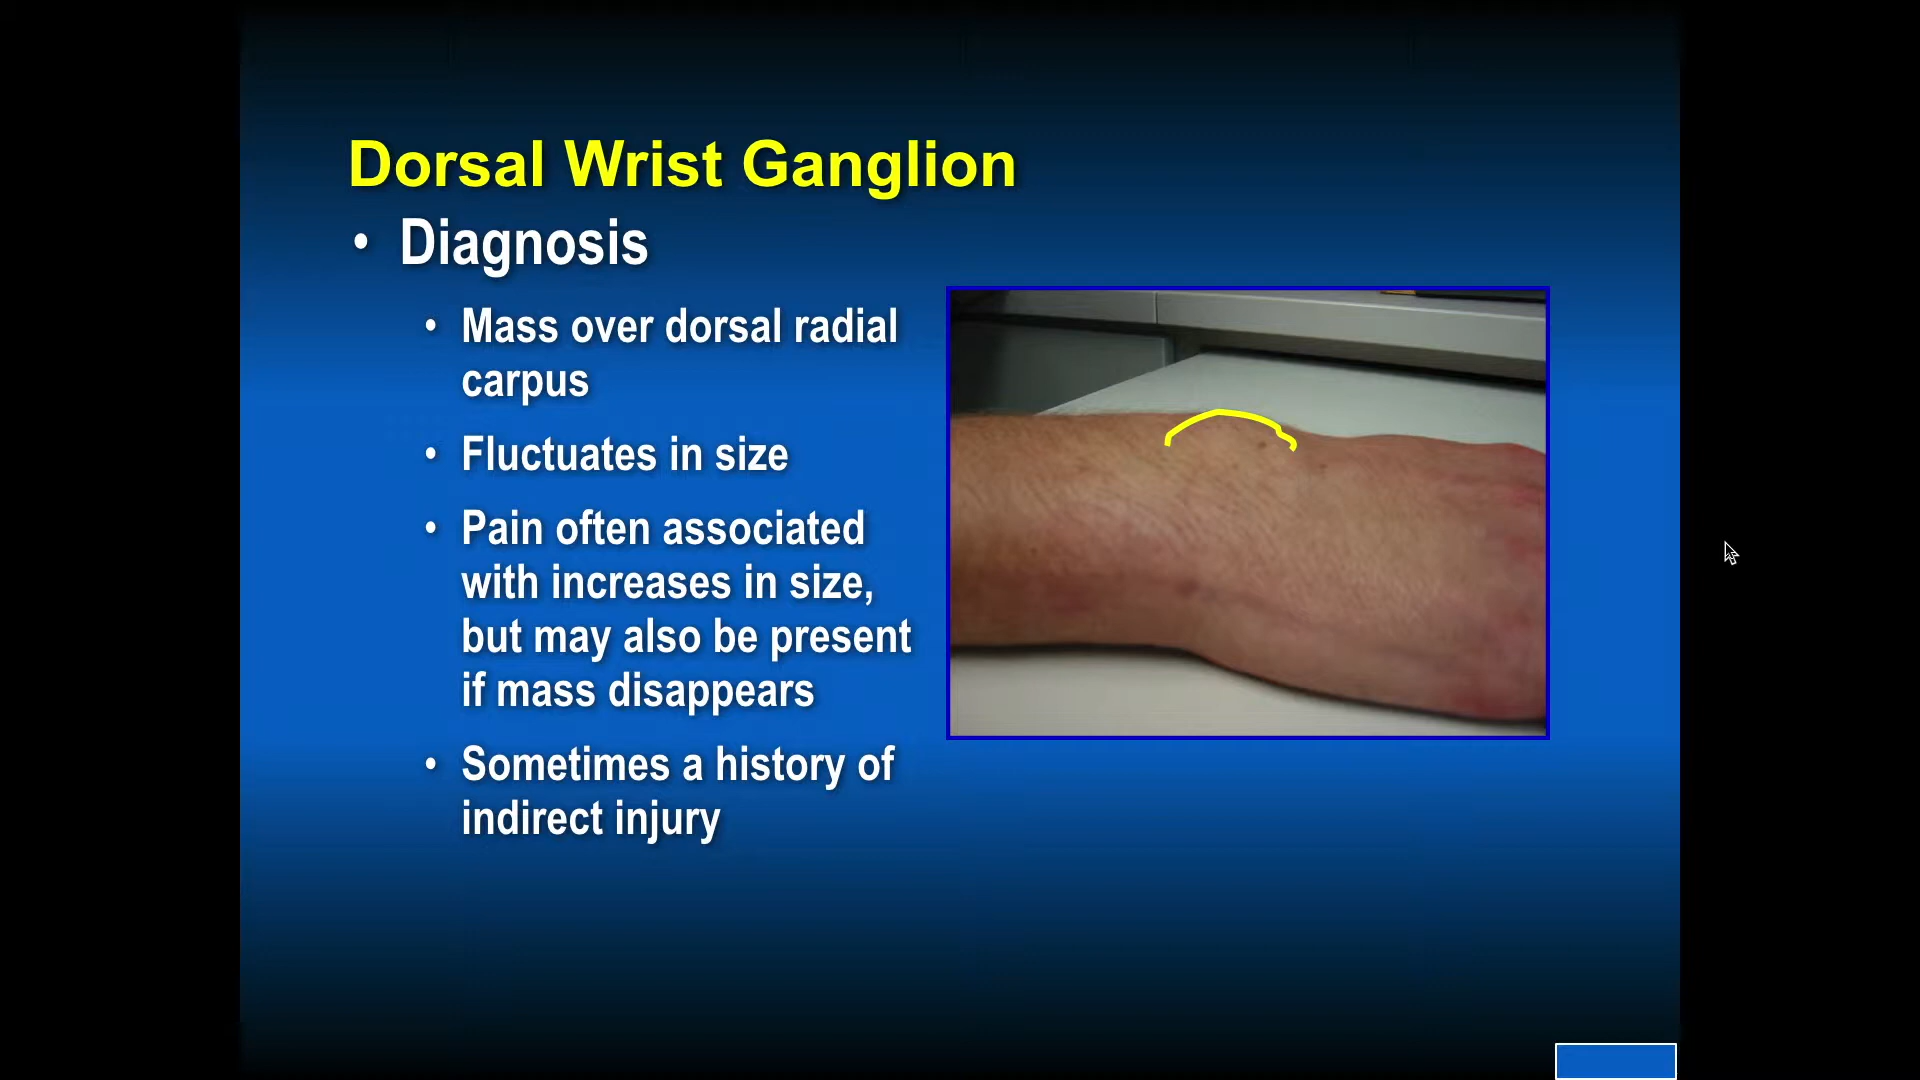 Dorsal Wrist Ganglion
• Diagnosis
• Mass over dorsal radial
carpus
• Fluctuates in size
• Pain often associated
with increases in size,
but may also be present
if mass disappears
• Sometimes a history of
indirect injury